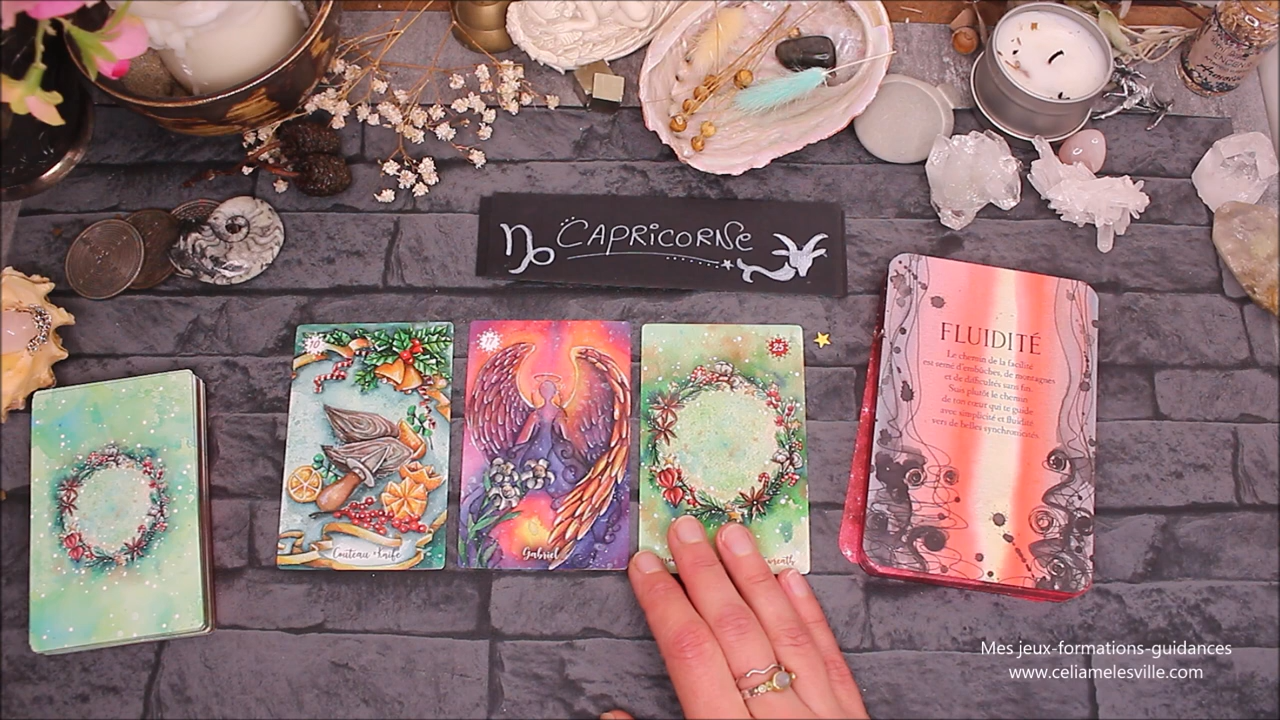 CAPRICORNE
10
Couteau • Knife
Gabriel
25
wreath
FLUIDITÉ
Le chemin de la facilité
est semé d'embûches, de montagnes
et de difficultés sans fin.
Suis plutôt le chemin
de ton cœur qui te guide
avec simplicité et fluidité
vers de belles synchronicités.
Mes jeux-formations-guidances
www.celiamelesville.com